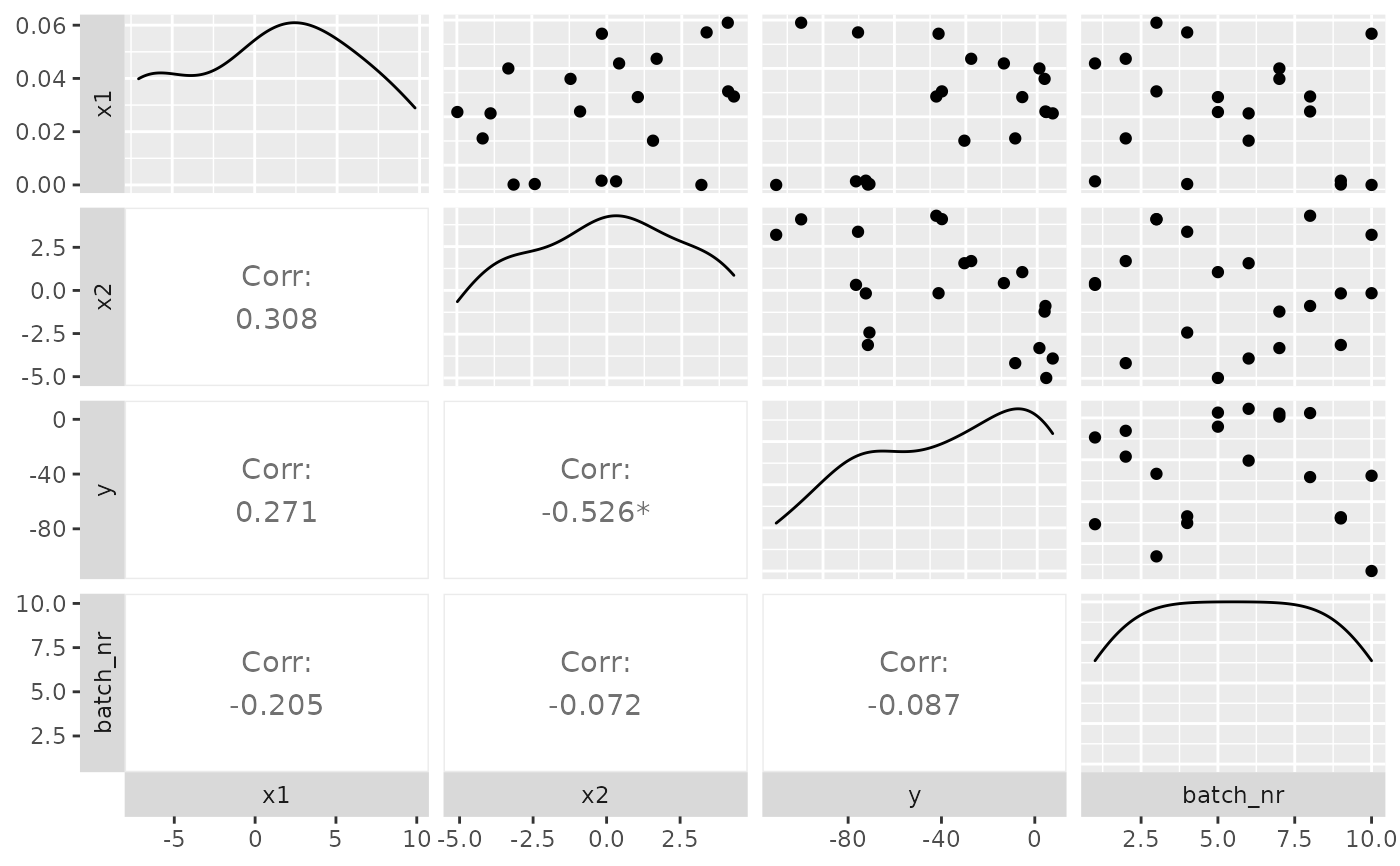 0.06
0.04
0.02
0.00
x1
2.5
0.0
-2.5
-5.0
x2
Corr:
0.308
0
-40
-80
y
Corr:
0.271
Corr:
-0.526*
10.0
7.5
5.0
2.5
batch_nr
Corr:
-0.205
Corr:
-0.072
Corr:
-0.087
x1
x2
y
batch_nr
-5 0 5 10
-5.0 -2.5 0.0 2.5
-80 -40 0
2.5 5.0 7.5 10.0